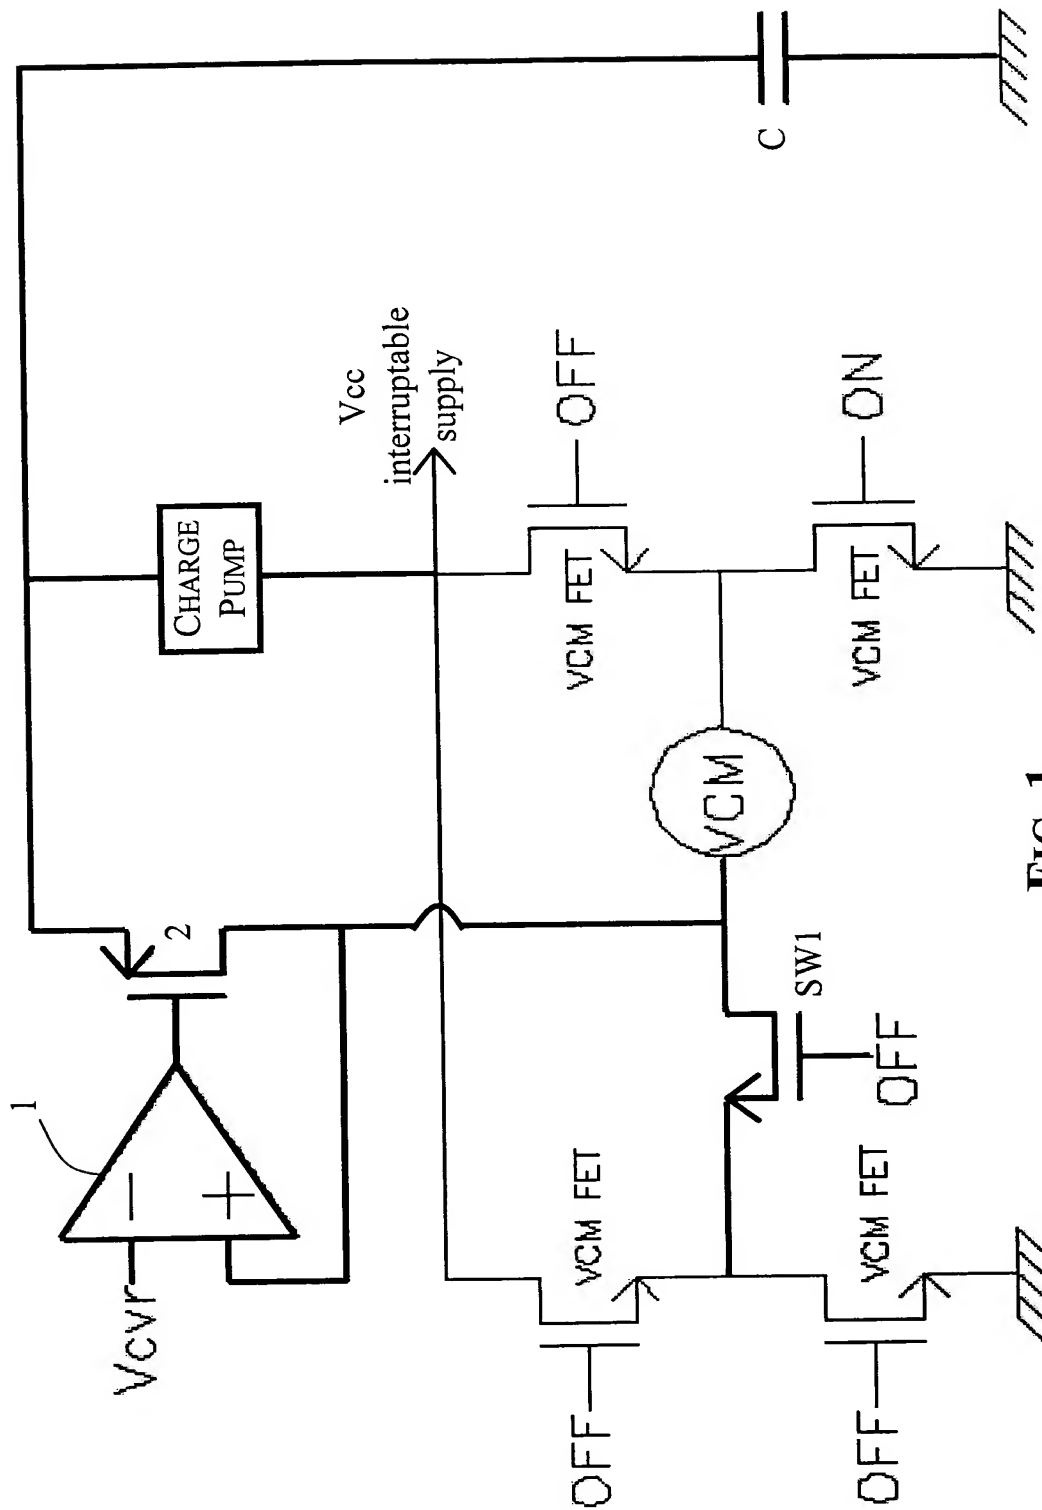 1
Vcvr
−
+
2
CHARGE
PUMP
Vcc
interruptable
supply
OFF
VCM FET
VCM FET
OFF
VCM
SW1
OFF
OFF
VCM FET
VCM FET
ON
C
FIG. 1